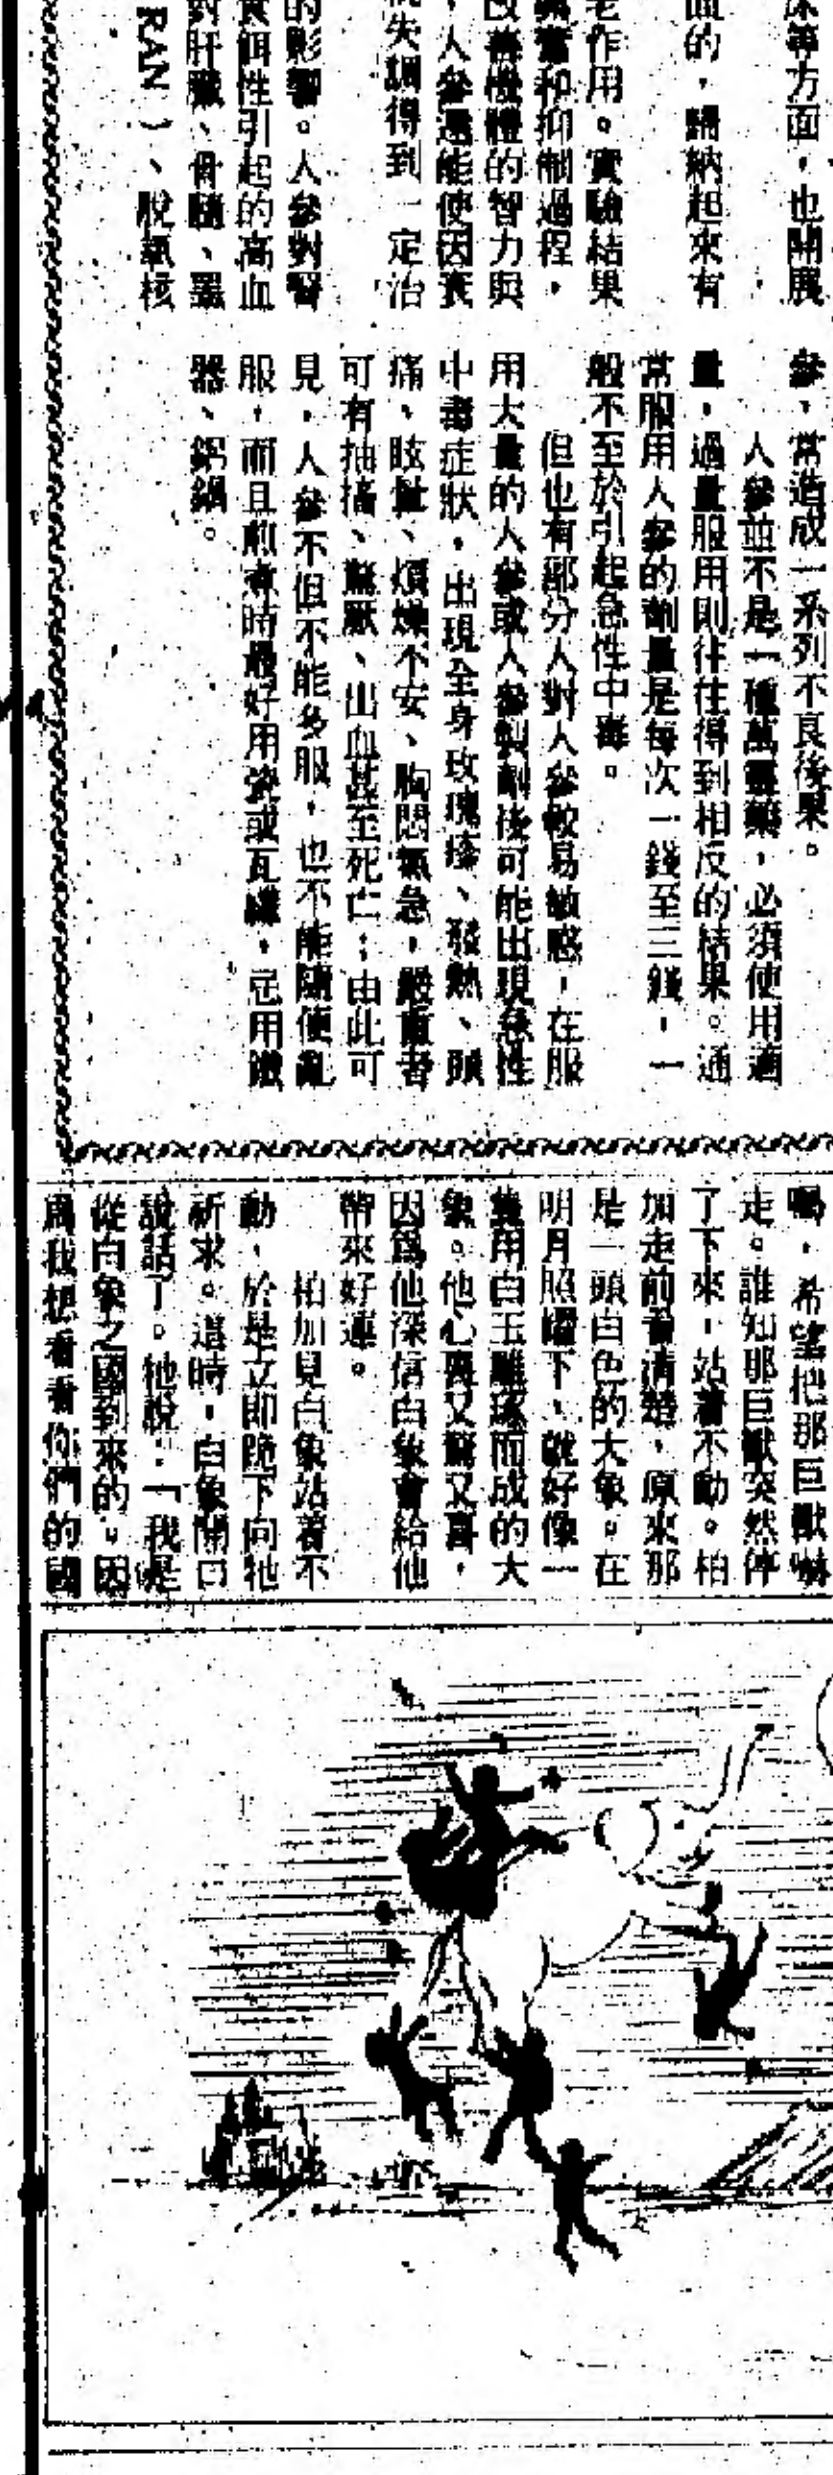 床等方面，也開展
面的，歸納起來有
老作用。實驗結果
興奮和抑制過程，
改善機體的智力與
，人參還能使因衰
失調得到一定治
的影響。人參對腎
食餌性引起的高血
對肝臟、骨髓、睪
RAN）、脫氧核
參，常造成一系列不良後果。
人參並不是一種萬靈藥，必須使用適
量，過量服用則往往得到相反的結果。通
常服用人參的劑量是每次一錢至三錢，一
般不至於引起急性中毒。
但也有部分人對人參較易敏感，在服
用大量的人參或人參製劑後可能出現急性
中毒症狀，出現全身玫瑰疹、發熱、頭
痛、眩暈、煩燥不安、胸悶氣急，嚴重者
可有抽搐、驚厥、出血甚至死亡；由此可
見，人參不但不能多服，也不能隨便亂
服，而且煎煮時最好用瓷或瓦罐，忌用鐵
器、鋁鍋。
喝，希望把那巨獸嚇
走。誰知那巨獸突然停
了下來，站着不動。柏
加走前看清楚，原來那
是一頭白色的大象。在
明月照耀下，就好像一
隻用白玉雕琢而成的大
象。他心裏又驚又喜，
因爲他深信白象會給他
帶來好運。
柏加見白象站着不
動，於是立即跪下向牠
祈求。這時，白象開口
說話了。牠說：「我是
從白象之國到來的。因
爲我想看看你們的國